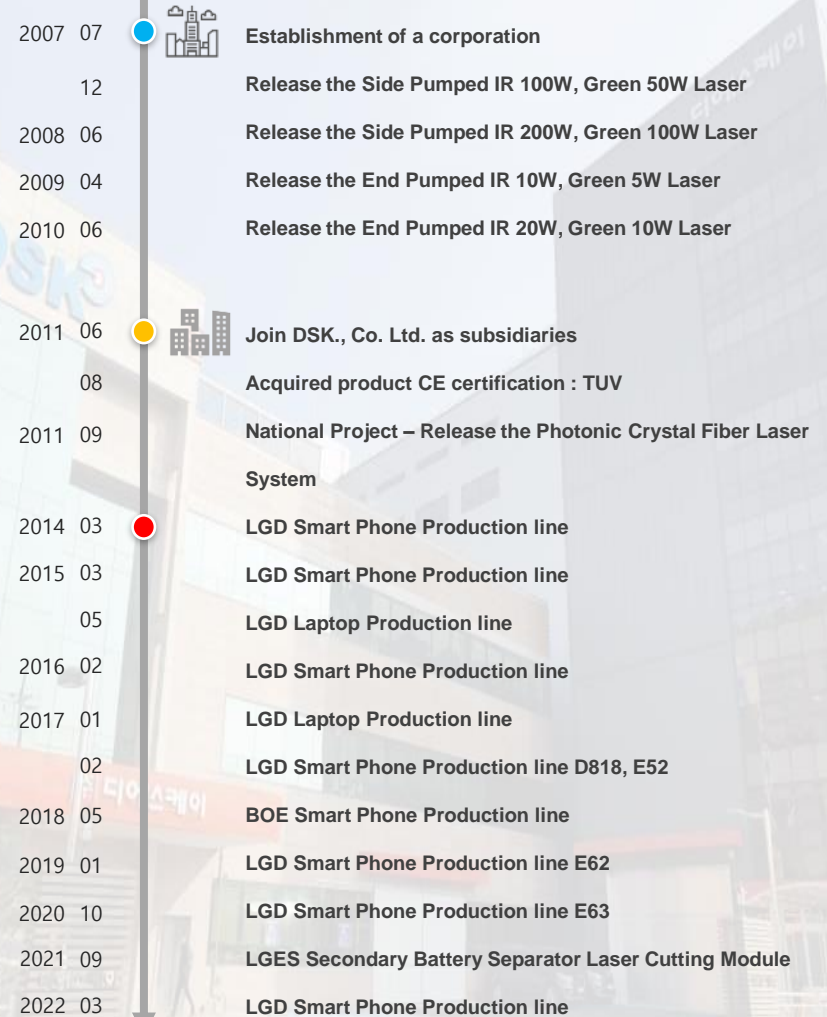 2007 07 Establishment of a corporation
12 Release the Side Pumped IR 100W, Green 50W Laser
2008 06 Release the Side Pumped IR 200W, Green 100W Laser
2009 04 Release the End Pumped IR 10W, Green 5W Laser
2010 06 Release the End Pumped IR 20W, Green 10W Laser
DSK
2011 06 Join DSK., Co. Ltd. as subsidiaries
08 Acquired product CE certification : TUV
2011 09 National Project – Release the Photonic Crystal Fiber Laser
System
2014 03 LGD Smart Phone Production line
2015 03 LGD Smart Phone Production line
05 LGD Laptop Production line
2016 02 LGD Smart Phone Production line
2017 01 LGD Laptop Production line
02 LGD Smart Phone Production line D818, E52
디에스케이
2018 05 BOE Smart Phone Production line
2019 01 LGD Smart Phone Production line E62
2020 10 LGD Smart Phone Production line E63
2021 09 LGES Secondary Battery Separator Laser Cutting Module
2022 03 LGD Smart Phone Production line